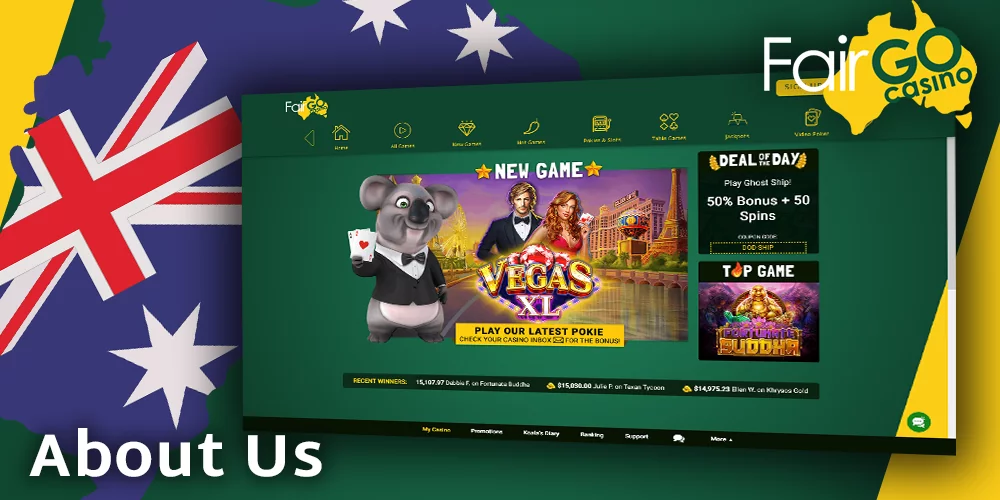 Fair GO
casino
SIGN UP
Fair GO
casino
Home
All Games
New Games
Hot Games
Pokies & Slots
Table Games
Jackpots
Video Poker
NEW GAME
VEGAS
XL
PLAY OUR LATEST POKIE
CHECK YOUR CASINO INBOX FOR THE BONUS!
DEAL OF THE DAY
Play Ghost Ship!
50% Bonus + 50
Spins
COUPON CODE:
DOD-SHIP
TOP GAME
FORTUNATE
BUDDHA
RECENT WINNERS: 15,107.97 Debbie F. on Fortunate Buddha $15,030.00 Julie P. on Texan Tycoon $14,975.23 Ellen W. on Khrysos Gold
My Casino Promotions Koala's Diary Banking Support More
About Us